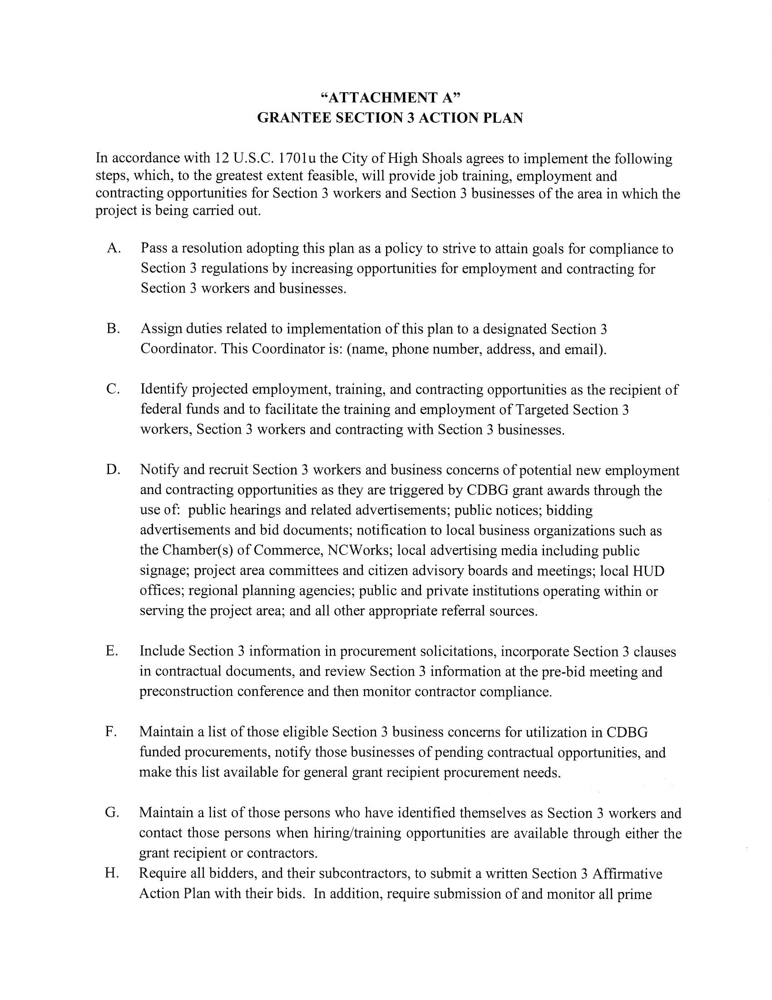 “ATTACHMENT A”
GRANTEE SECTION 3 ACTION PLAN
In accordance with 12 U.S.C. 1701u the City of High Shoals agrees to implement the following
steps, which, to the greatest extent feasible, will provide job training, employment and
contracting opportunities for Section 3 workers and Section 3 businesses of the area in which the
project is being carried out.
A. Pass a resolution adopting this plan as a policy to strive to attain goals for compliance to
Section 3 regulations by increasing opportunities for employment and contracting for
Section 3 workers and businesses.
B. Assign duties related to implementation of this plan to a designated Section 3
Coordinator. This Coordinator is: (name, phone number, address, and email).
C. Identify projected employment, training, and contracting opportunities as the recipient of
federal funds and to facilitate the training and employment of Targeted Section 3
workers, Section 3 workers and contracting with Section 3 businesses.
D. Notify and recruit Section 3 workers and business concerns of potential new employment
and contracting opportunities as they are triggered by CDBG grant awards through the
use of:  public hearings and related advertisements; public notices; bidding
advertisements and bid documents; notification to local business organizations such as
the Chamber(s) of Commerce, NCWorks; local advertising media including public
signage; project area committees and citizen advisory boards and meetings; local HUD
offices; regional planning agencies; public and private institutions operating within or
serving the project area; and all other appropriate referral sources.
E. Include Section 3 information in procurement solicitations, incorporate Section 3 clauses
in contractual documents, and review Section 3 information at the pre-bid meeting and
preconstruction conference and then monitor contractor compliance.
F. Maintain a list of those eligible Section 3 business concerns for utilization in CDBG
funded procurements, notify those businesses of pending contractual opportunities, and
make this list available for general grant recipient procurement needs.
G. Maintain a list of those persons who have identified themselves as Section 3 workers and
contact those persons when hiring/training opportunities are available through either the
grant recipient or contractors.
H. Require all bidders, and their subcontractors, to submit a written Section 3 Affirmative
Action Plan with their bids.  In addition, require submission of and monitor all prime